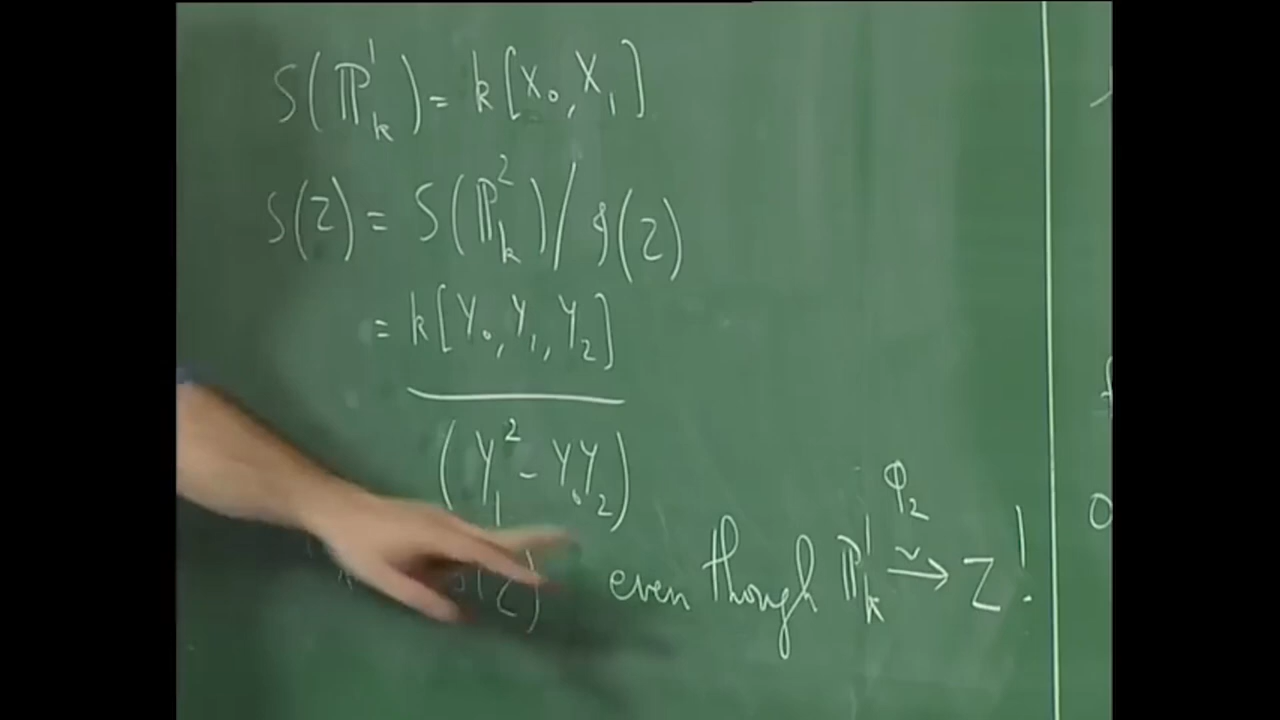 S(ℙ¹ₖ) = k[X₀, X₁]
S(Z) = S(ℙ²ₖ) / 𝓘(Z)
= k[Y₀, Y₁, Y₂]
(Y₁² - Y₀Y₂)
Z) even though ℙ¹ₖ ⥲ Z!
φ₂